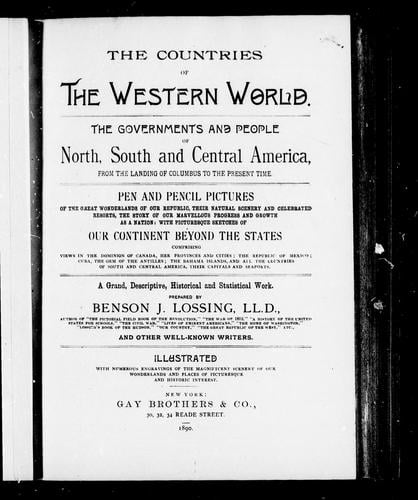 THE COUNTRIES
OF
THE WESTERN WORLD.
THE GOVERNMENTS AND PEOPLE
OF
North, South and Central America,
FROM THE LANDING OF COLUMBUS TO THE PRESENT TIME.
PEN AND PENCIL PICTURES
OF THE GREAT WONDERLANDS OF OUR REPUBLIC, THEIR NATURAL SCENERY AND CELEBRATED
RESORTS, THE STORY OF OUR MARVELLOUS PROGRESS AND GROWTH
AS A NATION: WITH PICTURESQUE SKETCHES OF
OUR CONTINENT BEYOND THE STATES
COMPRISING
VIEWS IN THE DOMINION OF CANADA, HER PROVINCES AND CITIES; THE REPUBLIC OF MEXICO;
CUBA, THE GEM OF THE ANTILLES; THE BAHAMA ISLANDS, AND ALL THE COUNTRIES
OF SOUTH AND CENTRAL AMERICA, THEIR CAPITALS AND SEAPORTS.
A Grand, Descriptive, Historical and Statistical Work.
PREPARED BY
BENSON J. LOSSING, LL.D.,
AUTHOR OF "THE PICTORIAL FIELD BOOK OF THE REVOLUTION," "THE WAR OF 1812," "A HISTORY OF THE UNITED
STATES FOR SCHOOLS," "THE CIVIL WAR," "LIVES OF EMINENT AMERICANS," "THE HOME OF WASHINGTON,"
"LOSSING'S BOOK OF THE HUDSON," "OUR COUNTRY," "THE GREAT REPUBLIC OF THE WEST," ETC.,
AND OTHER WELL-KNOWN WRITERS.
ILLUSTRATED
WITH NUMEROUS ENGRAVINGS OF THE MAGNIFICENT SCENERY OF OUR
WONDERLANDS AND PLACES OF PICTURESQUE
AND HISTORIC INTEREST.
NEW YORK:
GAY BROTHERS & CO.,
30, 32, 34 READE STREET.
1890.